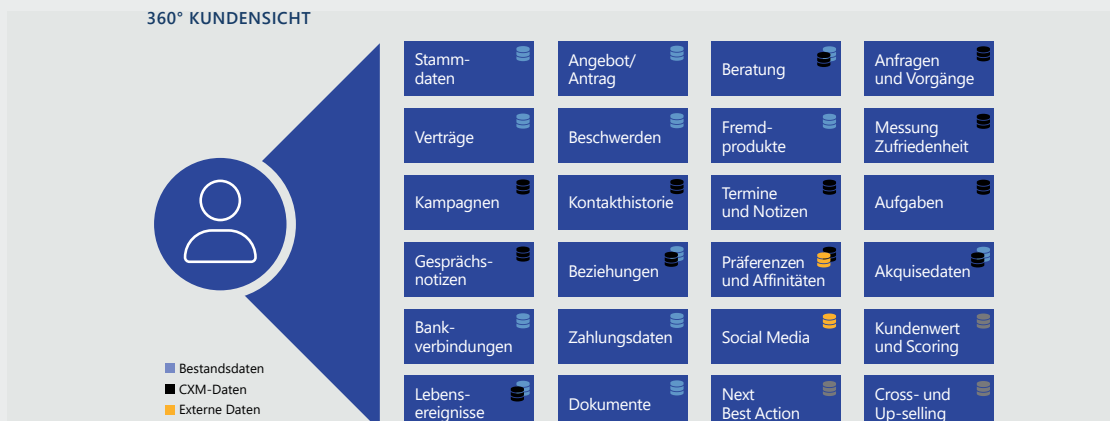 360° KUNDENSICHT
Stamm-
daten
Angebot/
Antrag
Beratung
Anfragen
und Vorgänge
Verträge
Beschwerden
Fremd-
produkte
Messung
Zufriedenheit
Kampagnen
Kontakthistorie
Termine
und Notizen
Aufgaben
Gesprächs-
notizen
Beziehungen
Präferenzen
und Affinitäten
Akquisedaten
Bank-
verbindungen
Zahlungsdaten
Social Media
Kundenwert
und Scoring
Lebens-
ereignisse
Dokumente
Next
Best Action
Cross- und
Up-selling
Bestandsdaten
CXM-Daten
Externe Daten